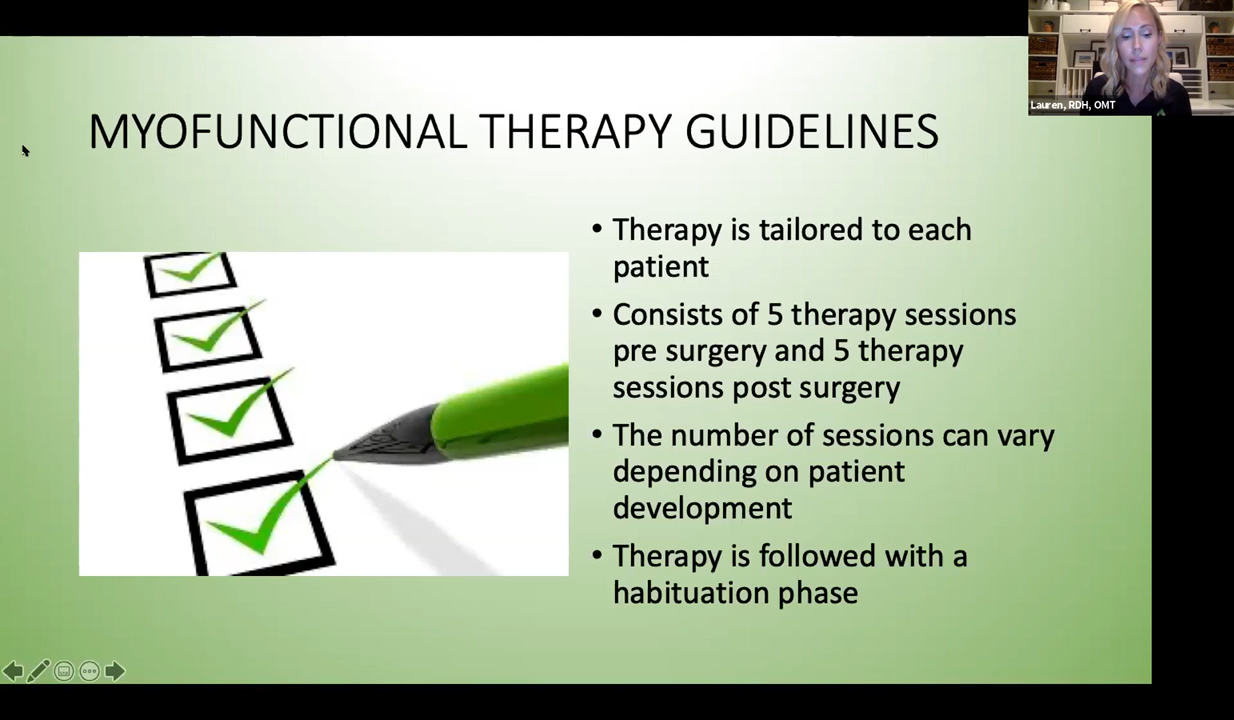 Lauren, RDH, OMT
MYOFUNCTIONAL THERAPY GUIDELINES
• Therapy is tailored to each
patient
• Consists of 5 therapy sessions
pre surgery and 5 therapy
sessions post surgery
• The number of sessions can vary
depending on patient
development
• Therapy is followed with a
habituation phase